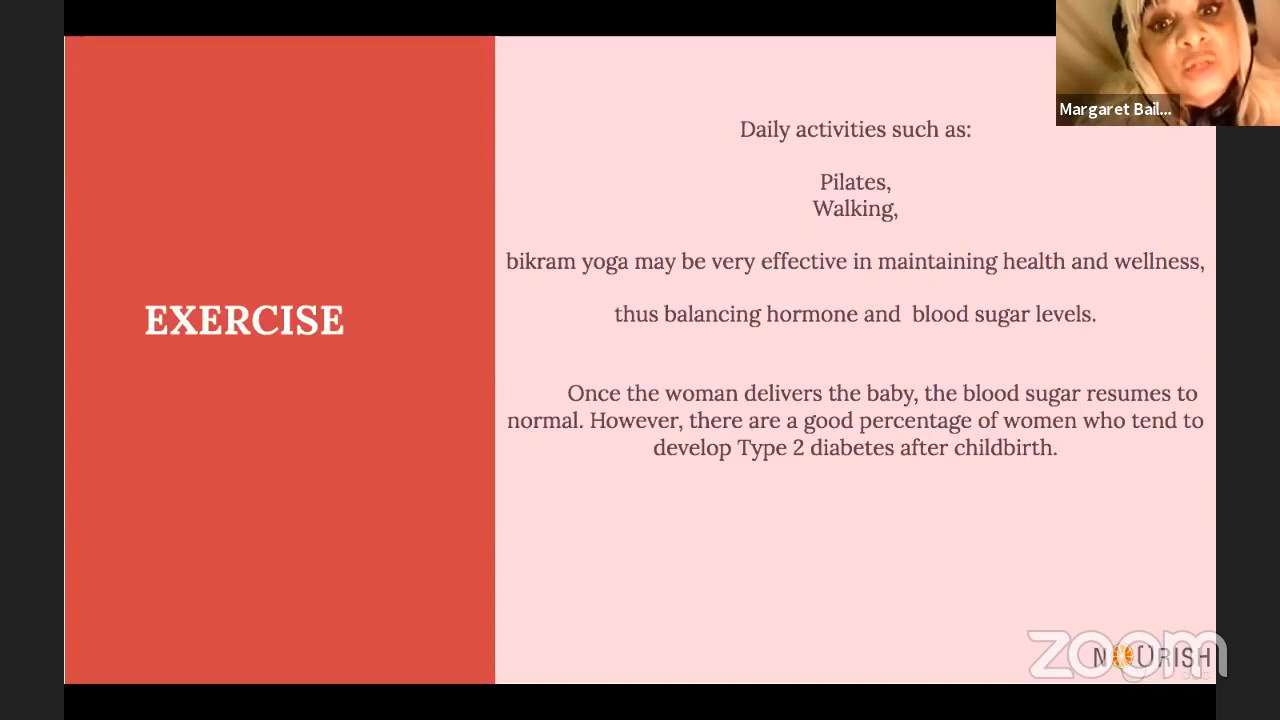 Margaret Bail...
Daily activities such as:
Pilates,
Walking,
bikram yoga may be very effective in maintaining health and wellness,
EXERCISE
thus balancing hormone and  blood sugar levels.
Once the woman delivers the baby, the blood sugar resumes to
normal. However, there are a good percentage of women who tend to
develop Type 2 diabetes after childbirth.
zoom
NOURISH